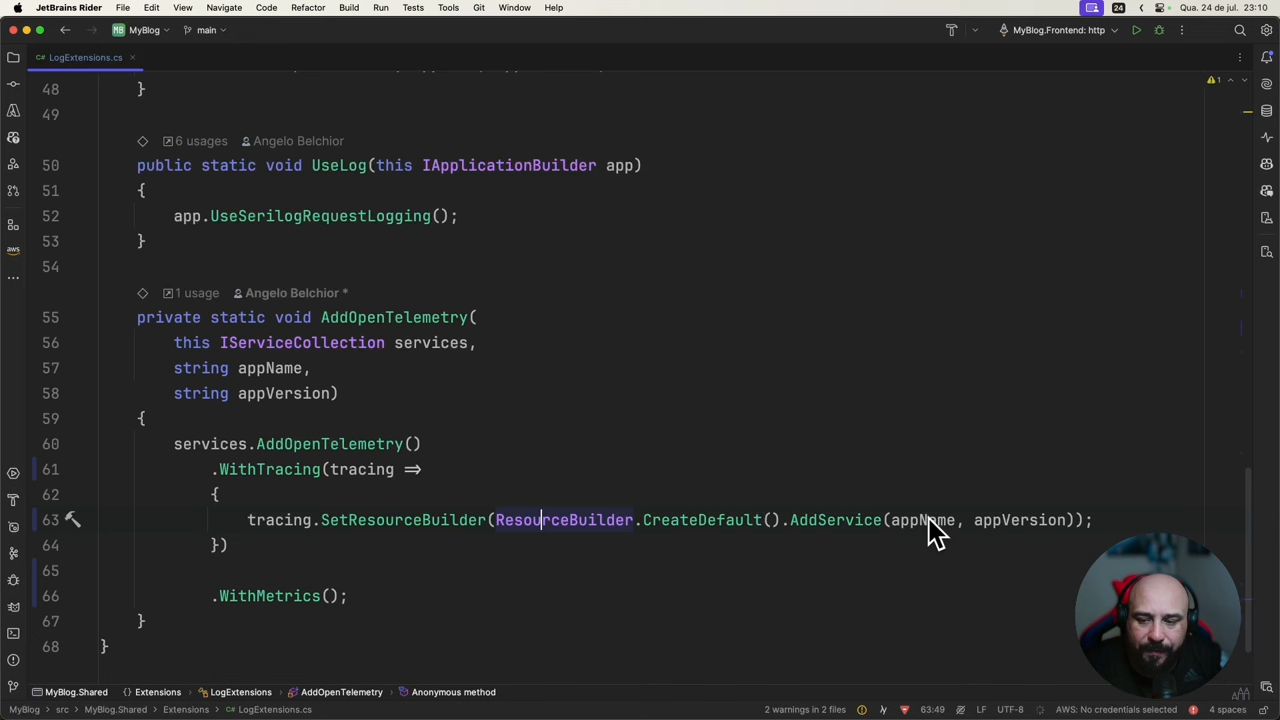 JetBrains Rider File Edit View Navigate Code Refactor Build Run Tests Tools Git Window Help 24 Qua. 24 de jul. 23:10
MB MyBlog main MyBlog.Frontend: http
C# LogExtensions.cs
1
48 }
49
6 usages Angelo Belchior
50 public static void UseLog(this IApplicationBuilder app)
51 {
52 app.UseSerilogRequestLogging();
53 }
54
1 usage Angelo Belchior *
55 private static void AddOpenTelemetry(
56 this IServiceCollection services,
57 string appName,
58 string appVersion)
59 {
60 services.AddOpenTelemetry()
61 .WithTracing(tracing =>
62 {
63 tracing.SetResourceBuilder(ResourceBuilder.CreateDefault().AddService(appName, appVersion));
64 })
65
66 .WithMetrics();
67 }
68 }
aws
MyBlog.Shared Extensions LogExtensions AddOpenTelemetry Anonymous method
MyBlog src MyBlog.Shared Extensions LogExtensions.cs 2 warnings in 2 files 63:49 LF UTF-8 AWS: No credentials selected 4 spaces